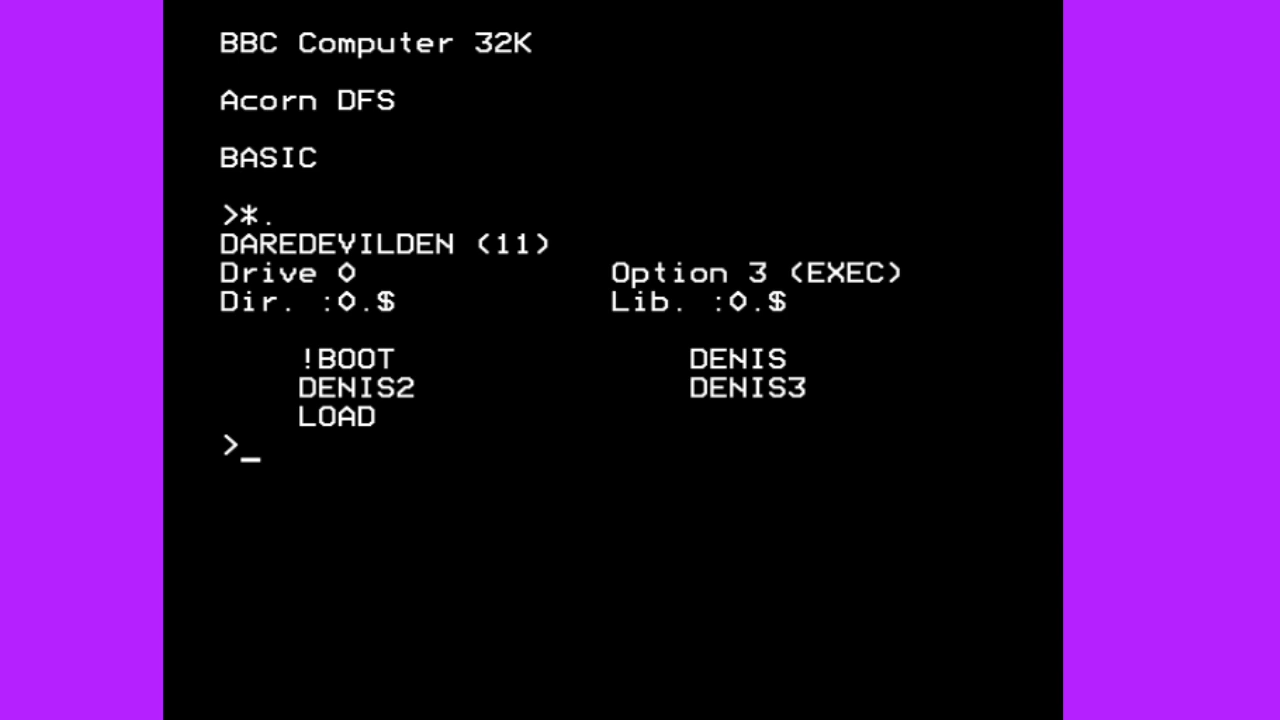 BBC Computer 32K
Acorn DFS
BASIC
>*.
DAREDEVILDEN (11)
Drive 0 Option 3 (EXEC)
Dir. :0.$ Lib. :0.$
!BOOT DENIS
DENIS2 DENIS3
LOAD
>_